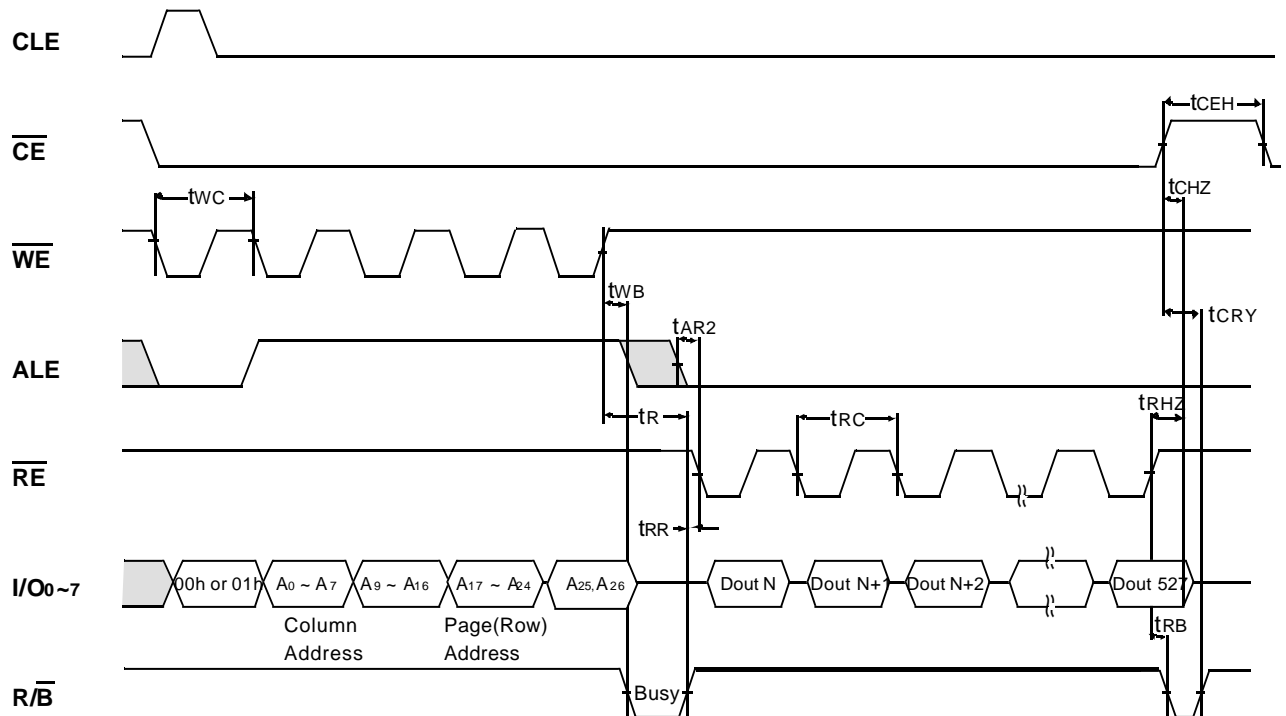 CLE
tCEH
CE
tCHZ
tWC
WE
tWB
tCRY
tAR2
ALE
tRHZ
tR
tRC
RE
tRR
I/O0~7
00h or 01h
A0 ~ A7
A9 ~ A16
A17 ~ A24
A25, A26
Dout N
Dout N+1
Dout N+2
Dout 527
Column
Address
Page(Row)
Address
tRB
R/B
Busy